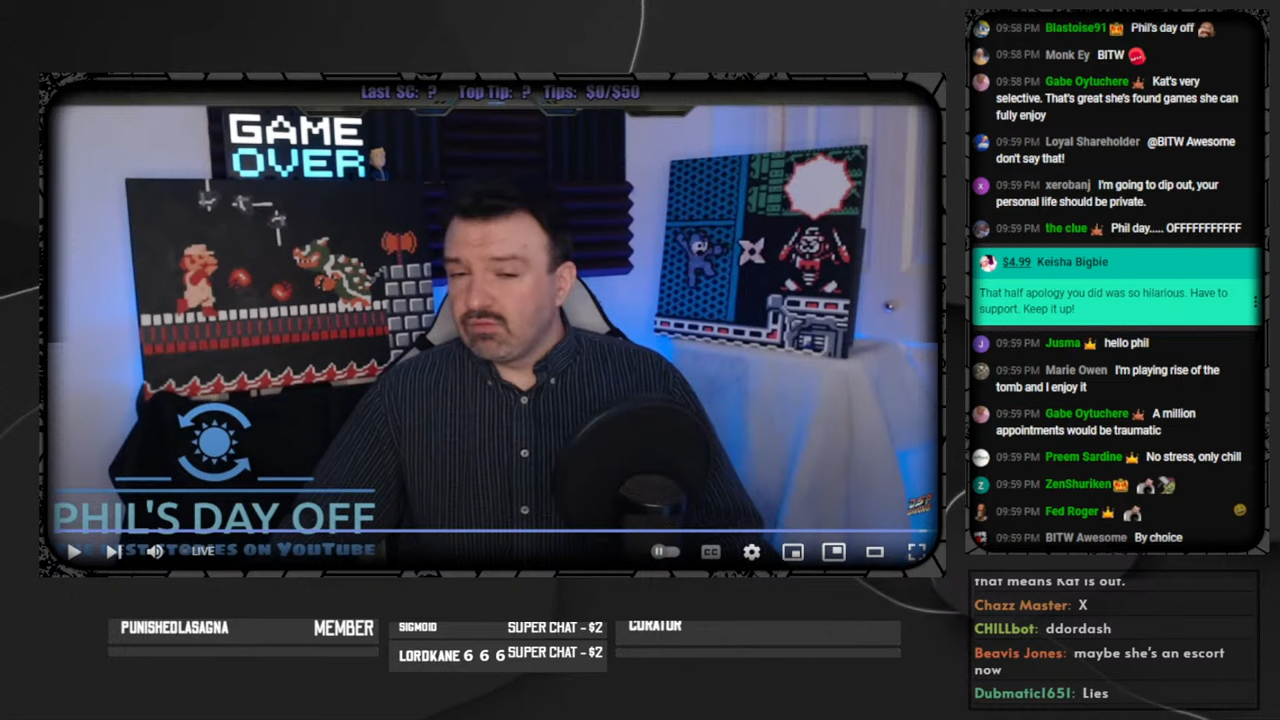 Last SC: ? Top Tip: ? Tips: $0/$50
GAME
OVER
PHIL'S DAY OFF
ON YOUTUBE
LIVE
CC
PUNISHEDLASAGNA MEMBER
SIGMOID SUPER CHAT - $2
LORDKANE 6 6 6 SUPER CHAT - $2
CURATOR
09:58 PM Blastoise91 Phil's day off
09:58 PM Monk Ey BITW
09:58 PM Gabe Oytuchere Kat's very
selective. That's great she's found games she can
fully enjoy
09:59 PM Loyal Shareholder @BITW Awesome
don't say that!
09:59 PM xerobanj I'm going to dip out, your
personal life should be private.
09:59 PM the clue Phil day..... OFFFFFFFFFFF
$4.99 Keisha Bigbie
That half apology you did was so hilarious. Have to
support. Keep it up!
09:59 PM Jusma hello phil
09:59 PM Marie Owen I'm playing rise of the
tomb and I enjoy it
09:59 PM Gabe Oytuchere A million
appointments would be traumatic
09:59 PM Preem Sardine No stress, only chill
09:59 PM ZenShuriken
09:59 PM Fed Roger
09:59 PM BITW Awesome By choice
that means Kat is out.
Chazz Master: X
CHILLbot: ddordash
Beavis Jones: maybe she's an escort
now
Dubmatic1651: Lies